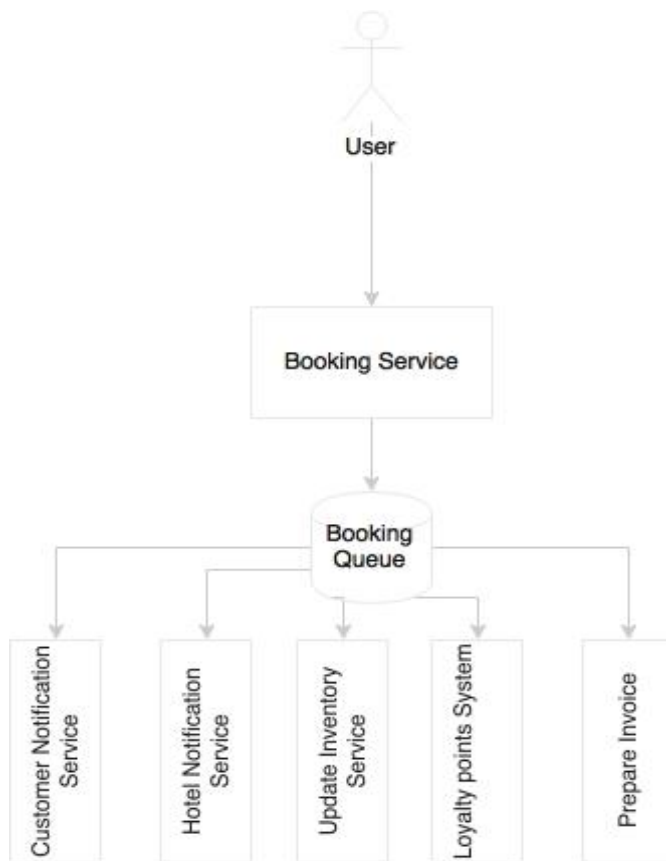 User
Booking Service
Booking
Queue
Customer Notification
Service
Hotel Notification
Service
Update Inventory
Service
Loyalty points System
Prepare Invoice